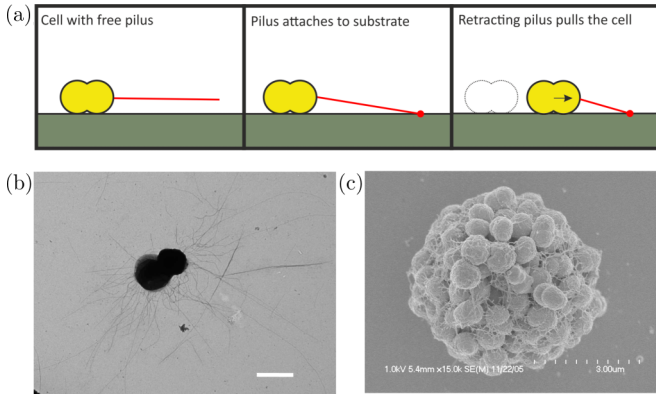 (a)
Cell with free pilus
Pilus attaches to substrate
Retracting pilus pulls the cell
(b)
(c)
1.0kV 5.4mm x15.0k SE(M) 11/22/05
3.00um